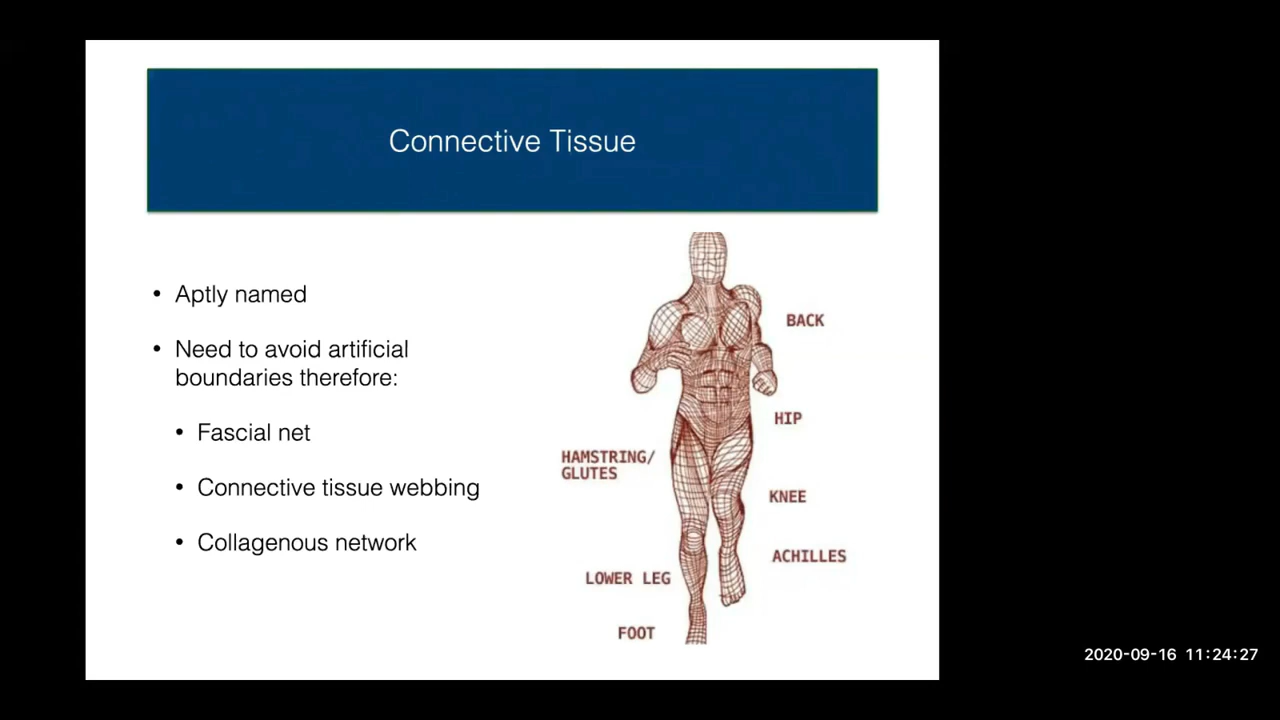 Connective Tissue
• Aptly named
• Need to avoid artificial
boundaries therefore:
• Fascial net
• Connective tissue webbing
• Collagenous network
BACK
HIP
HAMSTRING/
GLUTES
KNEE
ACHILLES
LOWER LEG
FOOT
2020-09-16 11:24:27